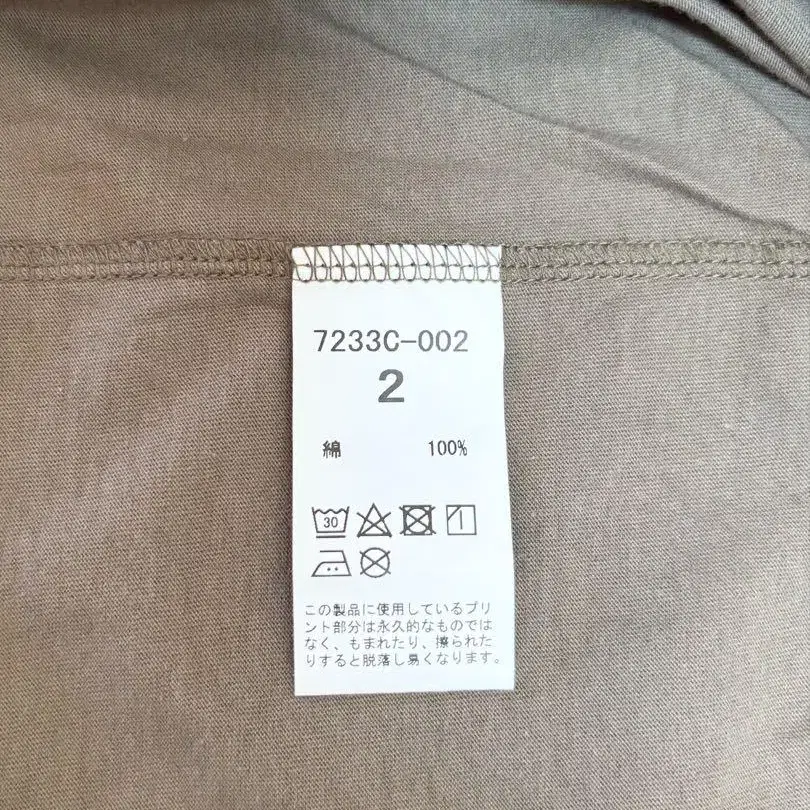 7233C-002
2
綿 100%
30
この製品に使用しているプリ
ント部分は永久的なものでは
なく、もまれたり、擦られた
りすると脱落し易くなります。